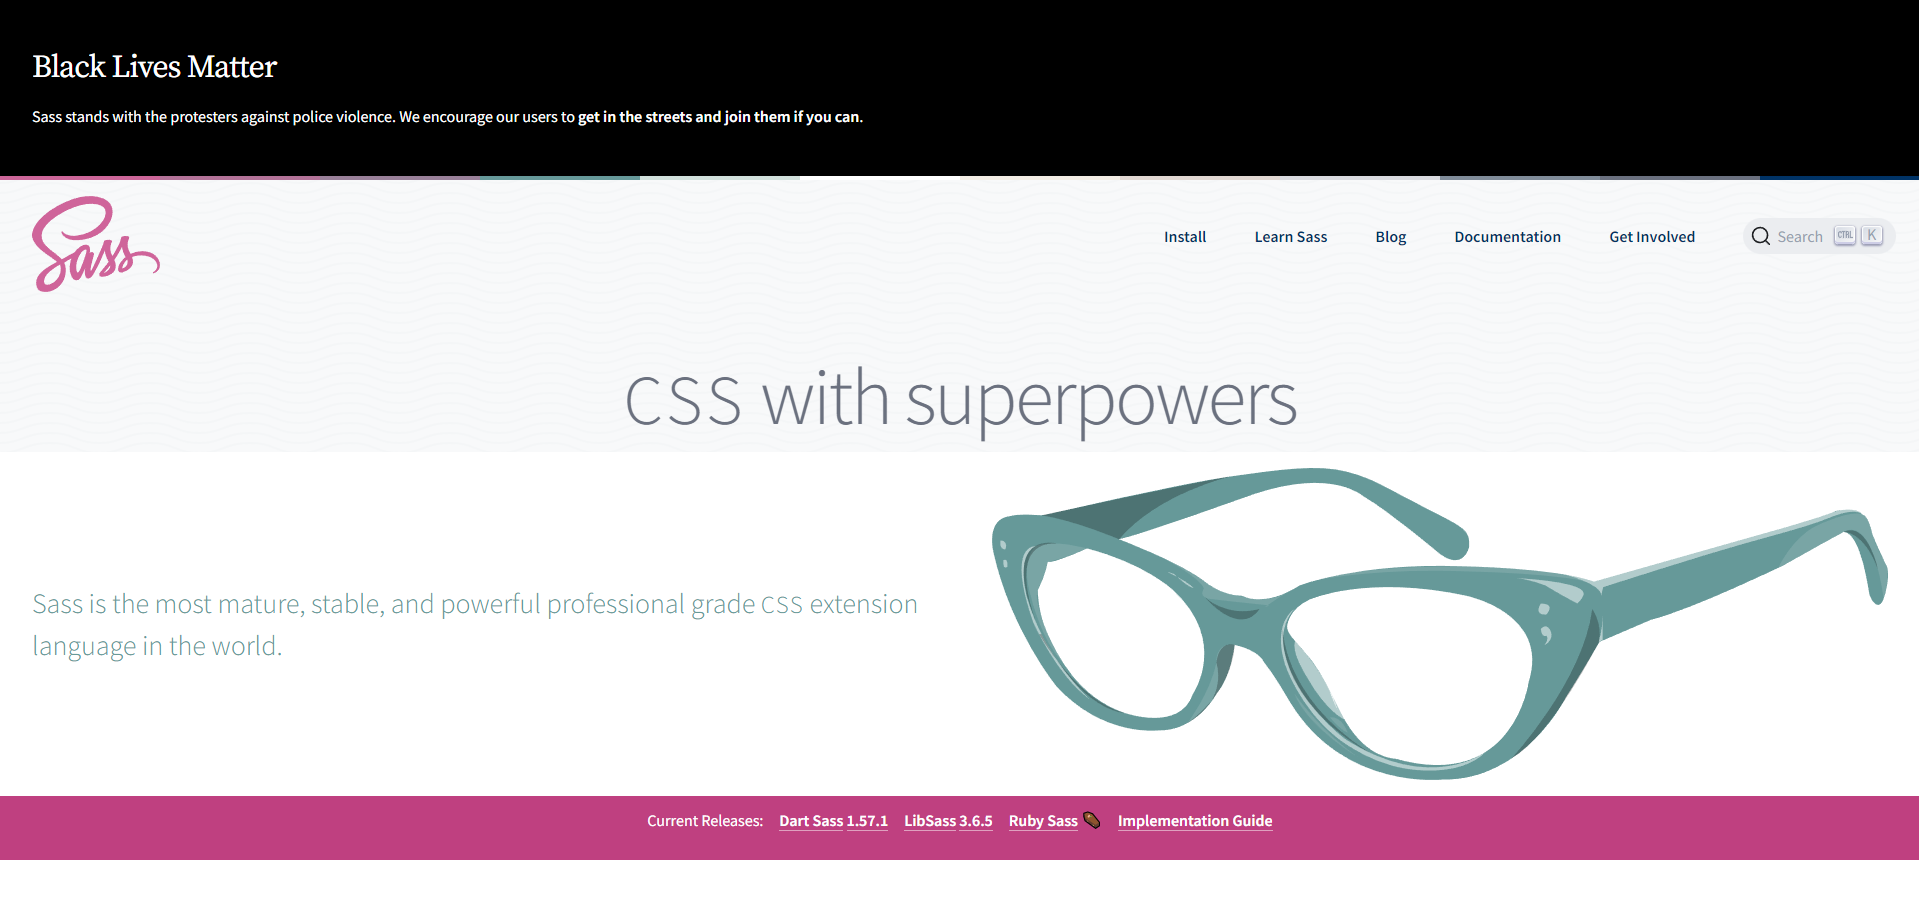 Black Lives Matter
Sass stands with the protesters against police violence. We encourage our users to get in the streets and join them if you can.
Sass
Install Learn Sass Blog Documentation Get Involved Search CTRL K
CSS with superpowers
Sass is the most mature, stable, and powerful professional grade CSS extension
language in the world.
Current Releases: Dart Sass 1.57.1 LibSass 3.6.5 Ruby Sass ⚰️ Implementation Guide